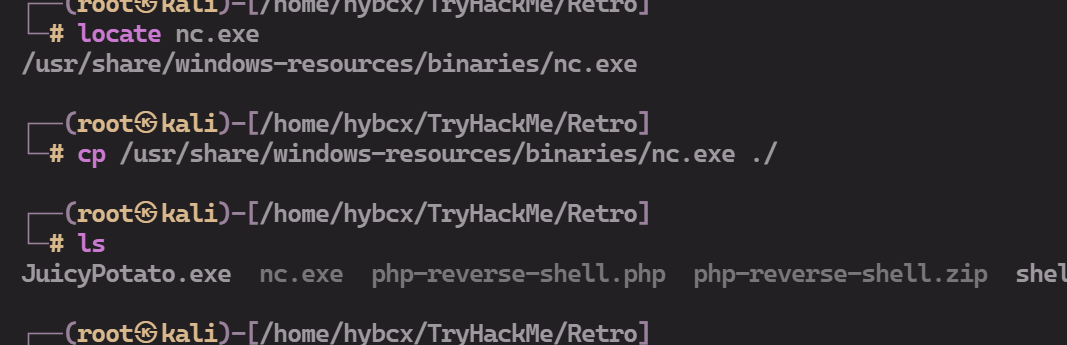 ┌──(root㉿kali)-[/home/hybcx/TryHackMe/Retro]
└─# locate nc.exe
/usr/share/windows-resources/binaries/nc.exe
┌──(root㉿kali)-[/home/hybcx/TryHackMe/Retro]
└─# cp /usr/share/windows-resources/binaries/nc.exe ./
┌──(root㉿kali)-[/home/hybcx/TryHackMe/Retro]
└─# ls
JuicyPotato.exe  nc.exe  php-reverse-shell.php  php-reverse-shell.zip  shel
┌──(root㉿kali)-[/home/hybcx/TryHackMe/Retro]